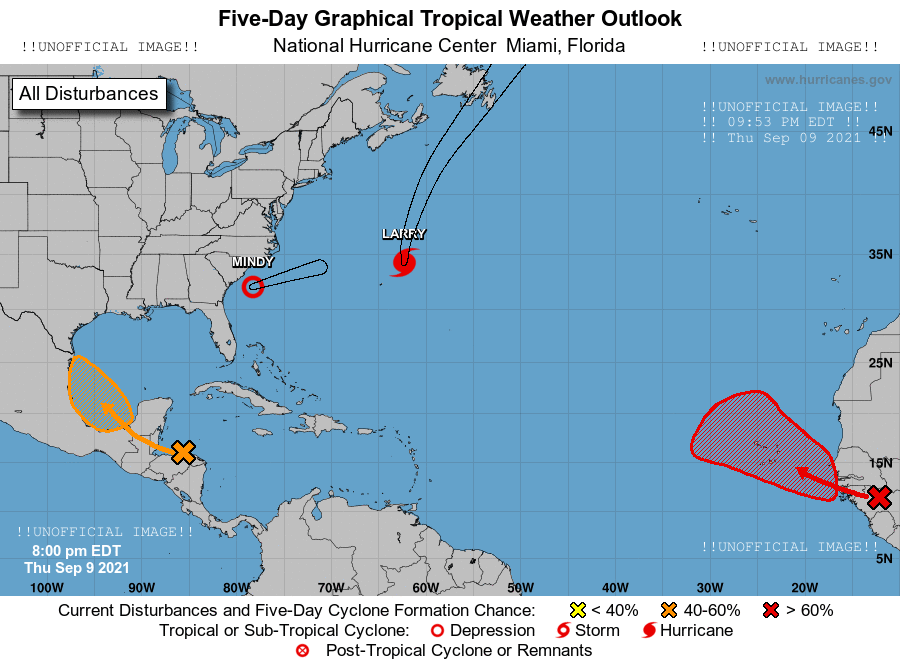 Five-Day Graphical Tropical Weather Outlook
!!UNOFFICIAL IMAGE!! National Hurricane Center Miami, Florida !!UNOFFICIAL IMAGE!!
www.hurricanes.gov
All Disturbances
!!UNOFFICIAL IMAGE!!
!! 09:53 PM EDT !!
!! Thu Sep 09 2021 !!
45N
LARRY
35N
MINDY
25N
15N
!!UNOFFICIAL IMAGE!!
!!UNOFFICIAL IMAGE!!
8:00 pm EDT
Thu Sep 9 2021
5N
100W 90W 80W 70W 60W 50W 40W 30W 20W
Current Disturbances and Five-Day Cyclone Formation Chance: < 40% 40-60% > 60%
Tropical or Sub-Tropical Cyclone: Depression Storm Hurricane
Post-Tropical Cyclone or Remnants